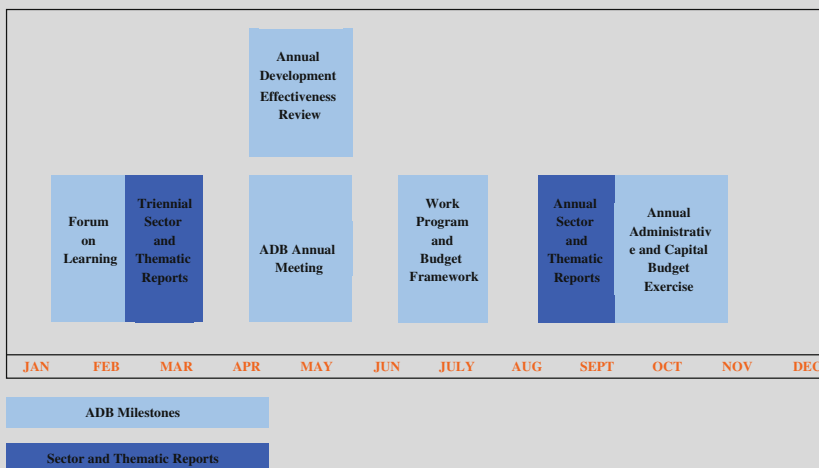 Annual
Development
Effectiveness
Review
Forum
on
Learning
Triennial
Sector
and
Thematic
Reports
ADB Annual
Meeting
Work
Program
and
Budget
Framework
Annual
Sector
and
Thematic
Reports
Annual
Administrativ
e and Capital
Budget
Exercise
JAN FEB MAR APR MAY JUN JULY AUG SEPT OCT NOV DEC
ADB Milestones
Sector and Thematic Reports